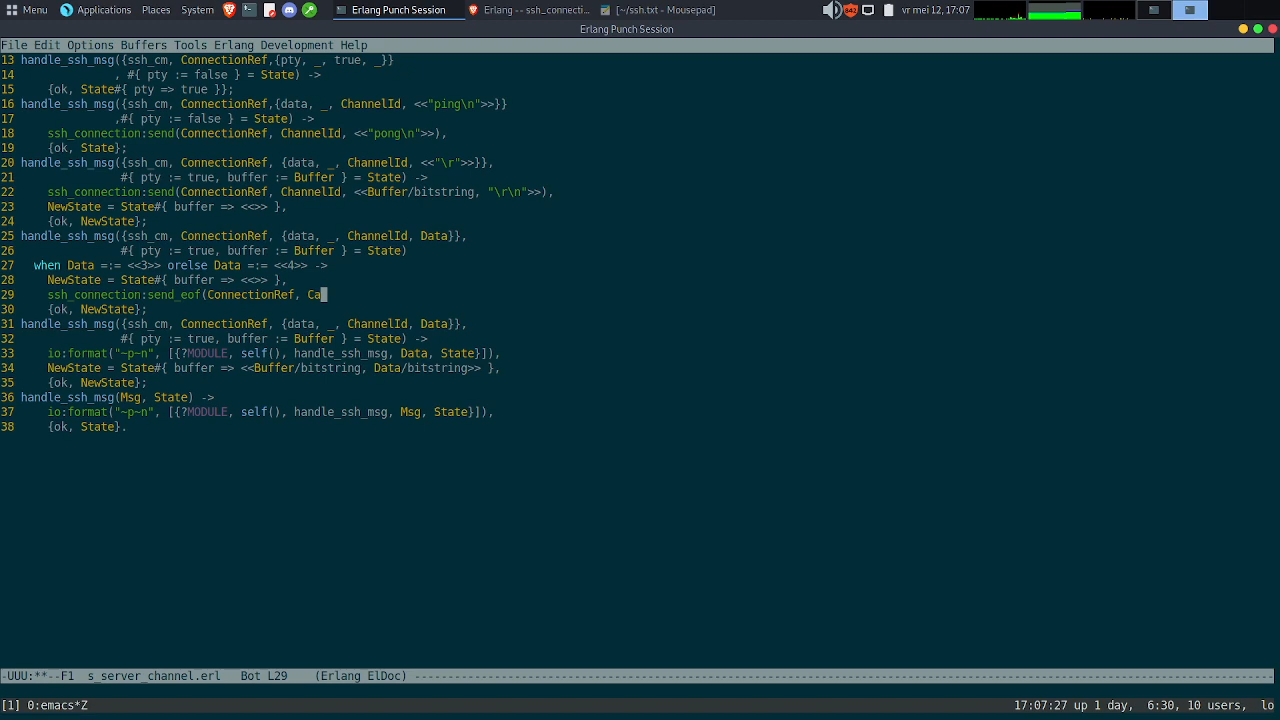 Menu Applications Places System Erlang Punch Session Erlang -- ssh_connecti... [~/ssh.txt - Mousepad] 842 vr mei 12, 17:07
Erlang Punch Session
File Edit Options Buffers Tools Erlang Development Help
13 handle_ssh_msg({ssh_cm, ConnectionRef,{pty, _, true, _}}
14 , #{ pty := false } = State) ->
15 {ok, State#{ pty => true }};
16 handle_ssh_msg({ssh_cm, ConnectionRef,{data, _, ChannelId, <<"ping\n">>}}
17 ,#{ pty := false } = State) ->
18 ssh_connection:send(ConnectionRef, ChannelId, <<"pong\n">>),
19 {ok, State};
20 handle_ssh_msg({ssh_cm, ConnectionRef, {data, _, ChannelId, <<"\r">>}},
21 #{ pty := true, buffer := Buffer } = State) ->
22 ssh_connection:send(ConnectionRef, ChannelId, <<Buffer/bitstring, "\r\n">>),
23 NewState = State#{ buffer => <<>> },
24 {ok, NewState};
25 handle_ssh_msg({ssh_cm, ConnectionRef, {data, _, ChannelId, Data}},
26 #{ pty := true, buffer := Buffer } = State)
27 when Data =:= <<3>> orelse Data =:= <<4>> ->
28 NewState = State#{ buffer => <<>> },
29 ssh_connection:send_eof(ConnectionRef, Ca
30 {ok, NewState};
31 handle_ssh_msg({ssh_cm, ConnectionRef, {data, _, ChannelId, Data}},
32 #{ pty := true, buffer := Buffer } = State) ->
33 io:format("~p~n", [{?MODULE, self(), handle_ssh_msg, Data, State}]),
34 NewState = State#{ buffer => <<Buffer/bitstring, Data/bitstring>> },
35 {ok, NewState};
36 handle_ssh_msg(Msg, State) ->
37 io:format("~p~n", [{?MODULE, self(), handle_ssh_msg, Msg, State}]),
38 {ok, State}.
-UUU:**--F1 s_server_channel.erl Bot L29 (Erlang ElDoc) ----------
[1] 0:emacs*Z 17:07:27 up 1 day, 6:30, 10 users, lo